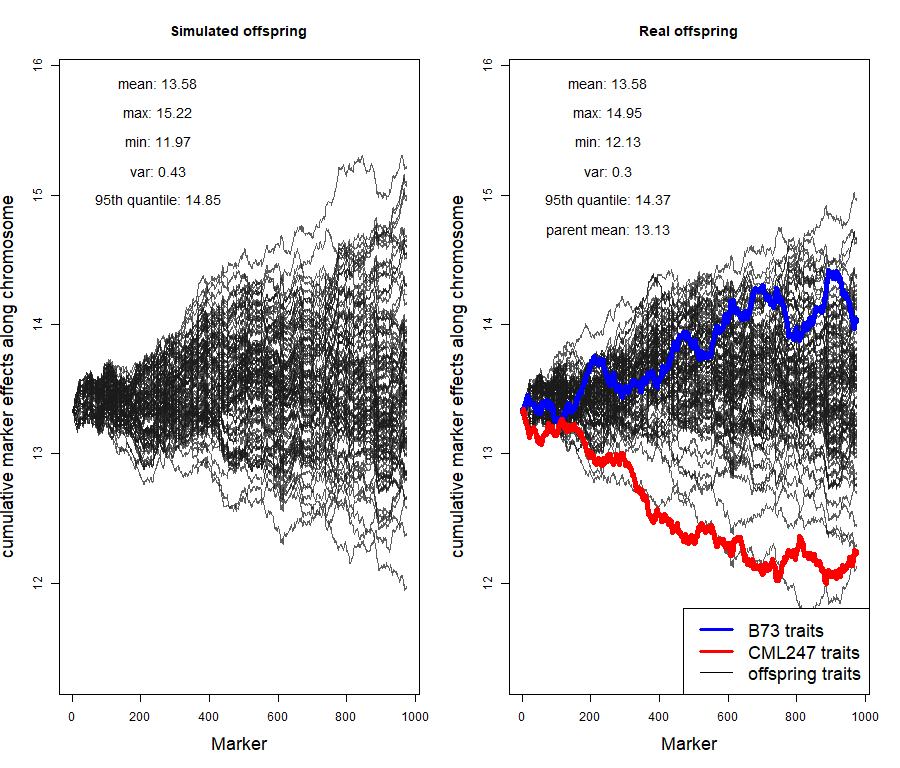 Simulated offspring
mean: 13.58
max: 15.22
min: 11.97
var: 0.43
95th quantile: 14.85
cumulative marker effects along chromosome
16
15
14
13
12
0 200 400 600 800 1000
Marker
Real offspring
mean: 13.58
max: 14.95
min: 12.13
var: 0.3
95th quantile: 14.37
parent mean: 13.13
cumulative marker effects along chromosome
16
15
14
13
12
B73 traits
CML247 traits
offspring traits
0 200 400 600 800 1000
Marker